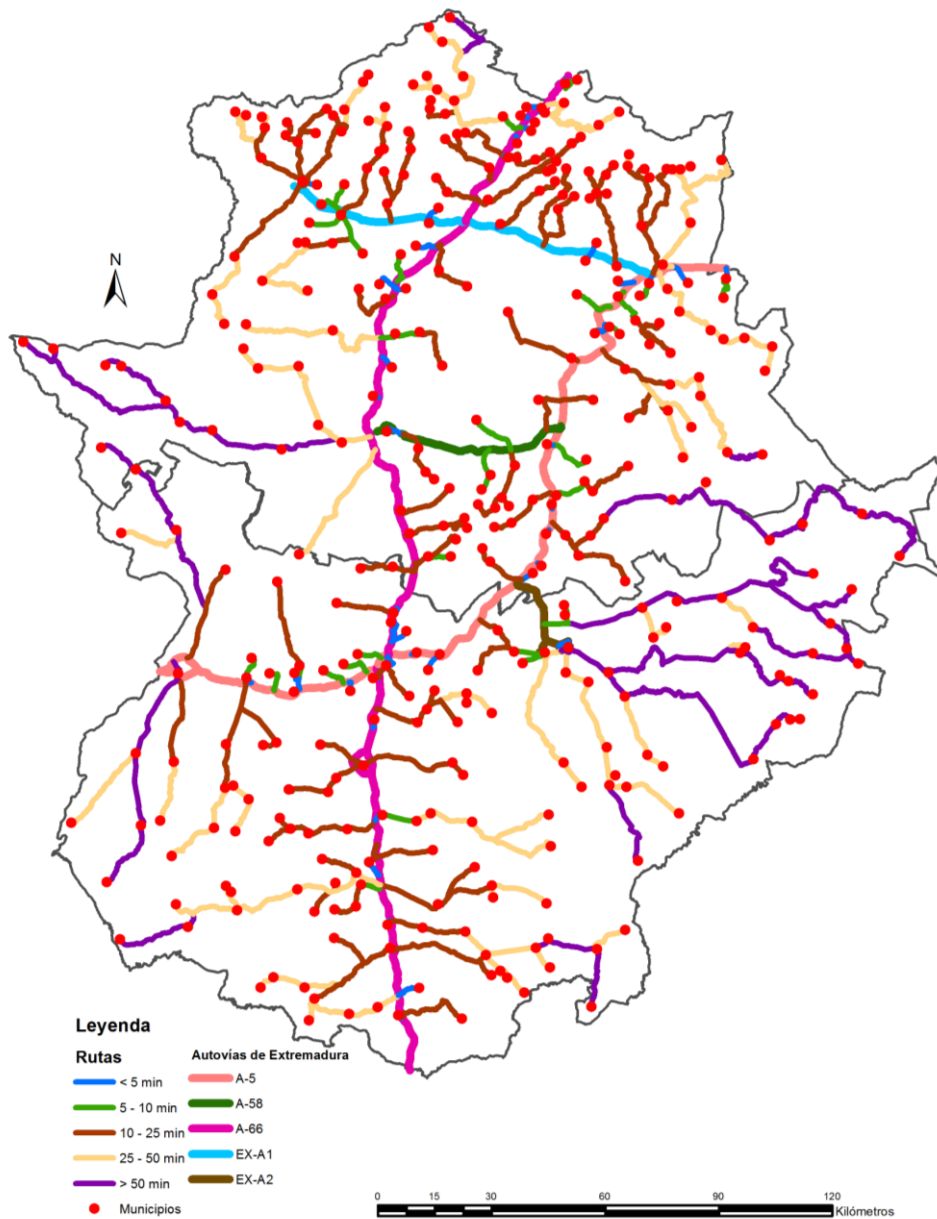 N
Leyenda
Rutas
< 5 min
5 - 10 min
10 - 25 min
25 - 50 min
> 50 min
Municipios
Autovías de Extremadura
A-5
A-58
A-66
EX-A1
EX-A2
0 15 30 60 90 120
Kilómetros